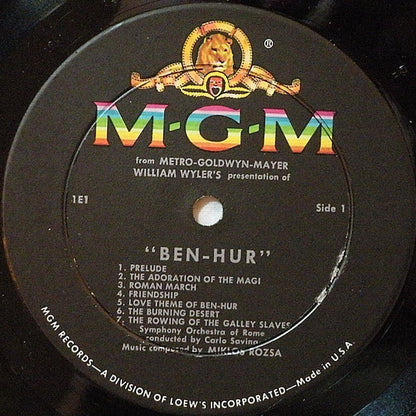 ®
M-G-M
from METRO-GOLDWYN-MAYER
WILLIAM WYLER'S presentation of
1E1
Side 1
"BEN-HUR"
1. PRELUDE
2. THE ADORATION OF THE MAGI
3. ROMAN MARCH
4. FRIENDSHIP
5. LOVE THEME OF BEN-HUR
6. THE BURNING DESERT
7. THE ROWING OF THE GALLEY SLAVES
Symphony Orchestra of Rome
conducted by Carlo Savina
Music composed by MIKLOS ROZSA
MGM RECORDS—A DIVISION OF LOEW'S INCORPORATED—Made in U.S.A.